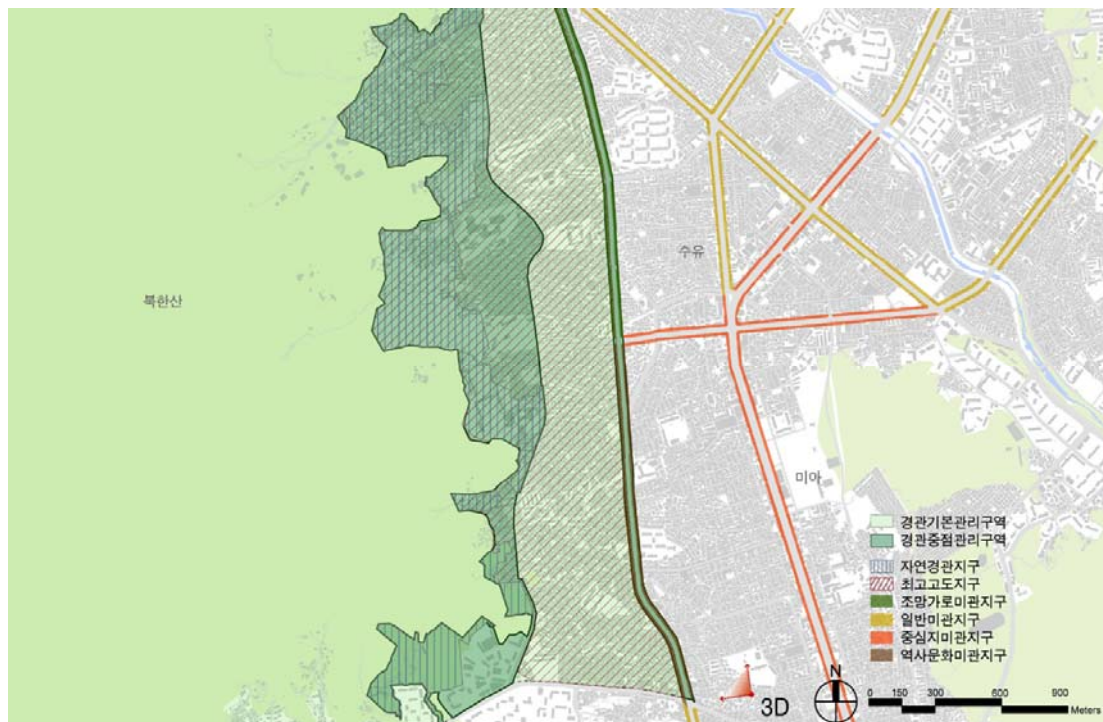 수유
북한산
미아
경관기본관리구역
경관중점관리구역
자연경관지구
최고고도지구
조망가로미관지구
일반미관지구
중심지미관지구
역사문화미관지구
3D
N
0 150 300 600 900
Meters